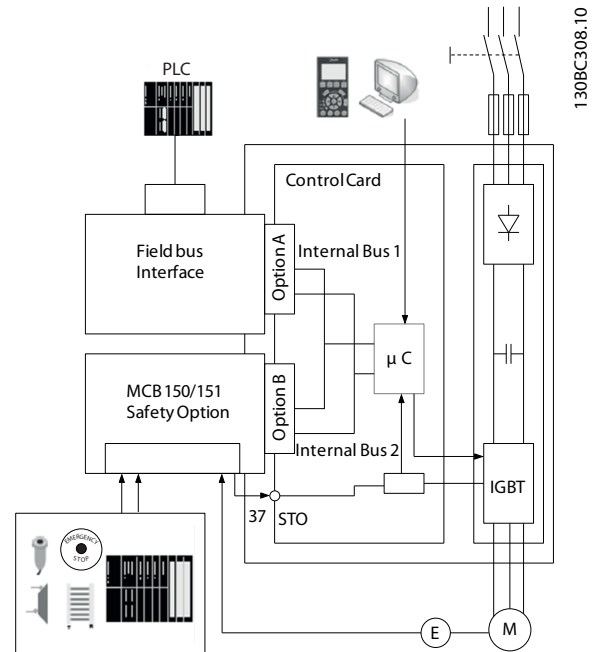 130BC308.10
PLC
Control Card
Field bus
Interface
Option A
Internal Bus 1
μ C
MCB 150/151
Safety Option
Option B
Internal Bus 2
IGBT
37
STO
EMERGENCY
STOP
E
M